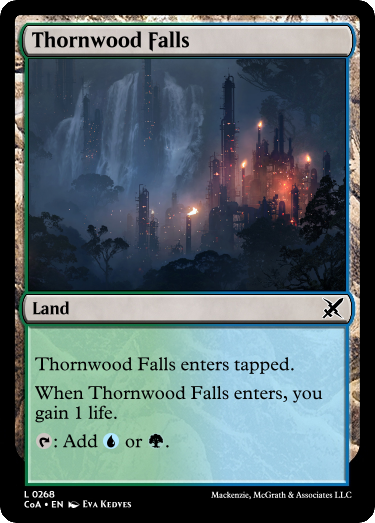 Thornwood Falls
Land
Thornwood Falls enters tapped.
When Thornwood Falls enters, you
gain 1 life.
: Add or .
L 0268
CoA • EN Eva Kedves
Mackenzie, McGrath & Associates LLC